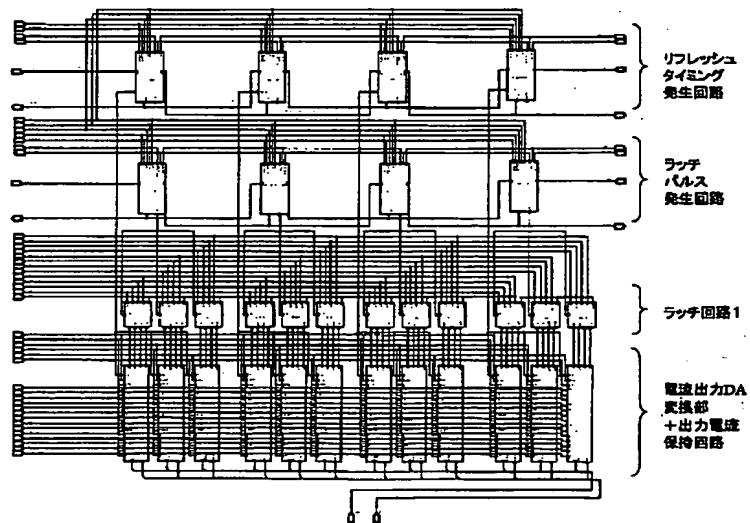 リフレッシュ
タイミング
発生回路
ラッチ
パルス
発生回路
ラッチ回路1
電流出力DA
変換部
+出力電流
保持回路